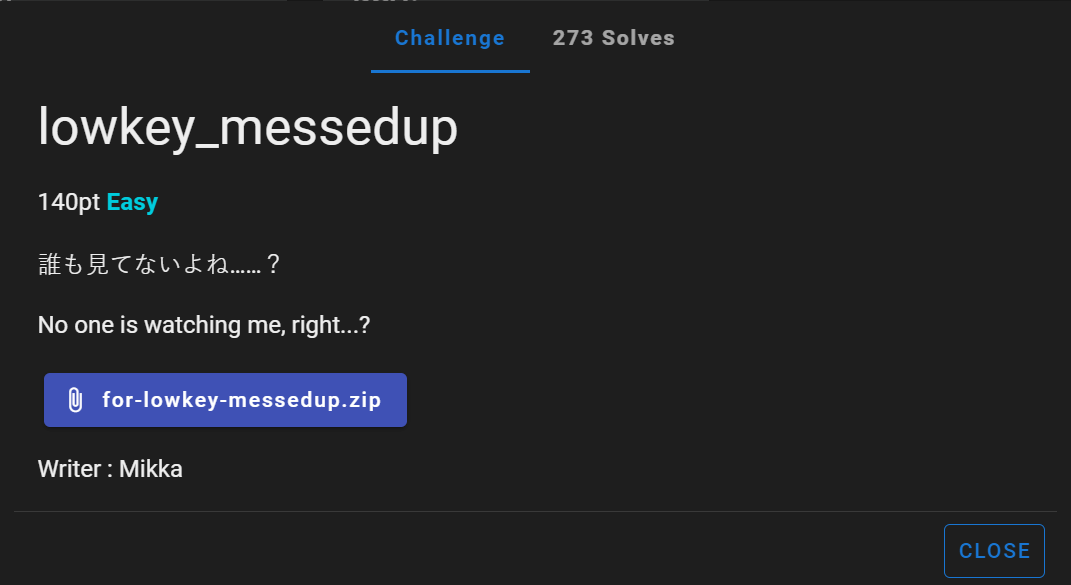 Challenge
273 Solves
lowkey_messedup
140pt Easy
誰も見てないよね……？
No one is watching me, right...?
for-lowkey-messedup.zip
Writer : Mikka
CLOSE